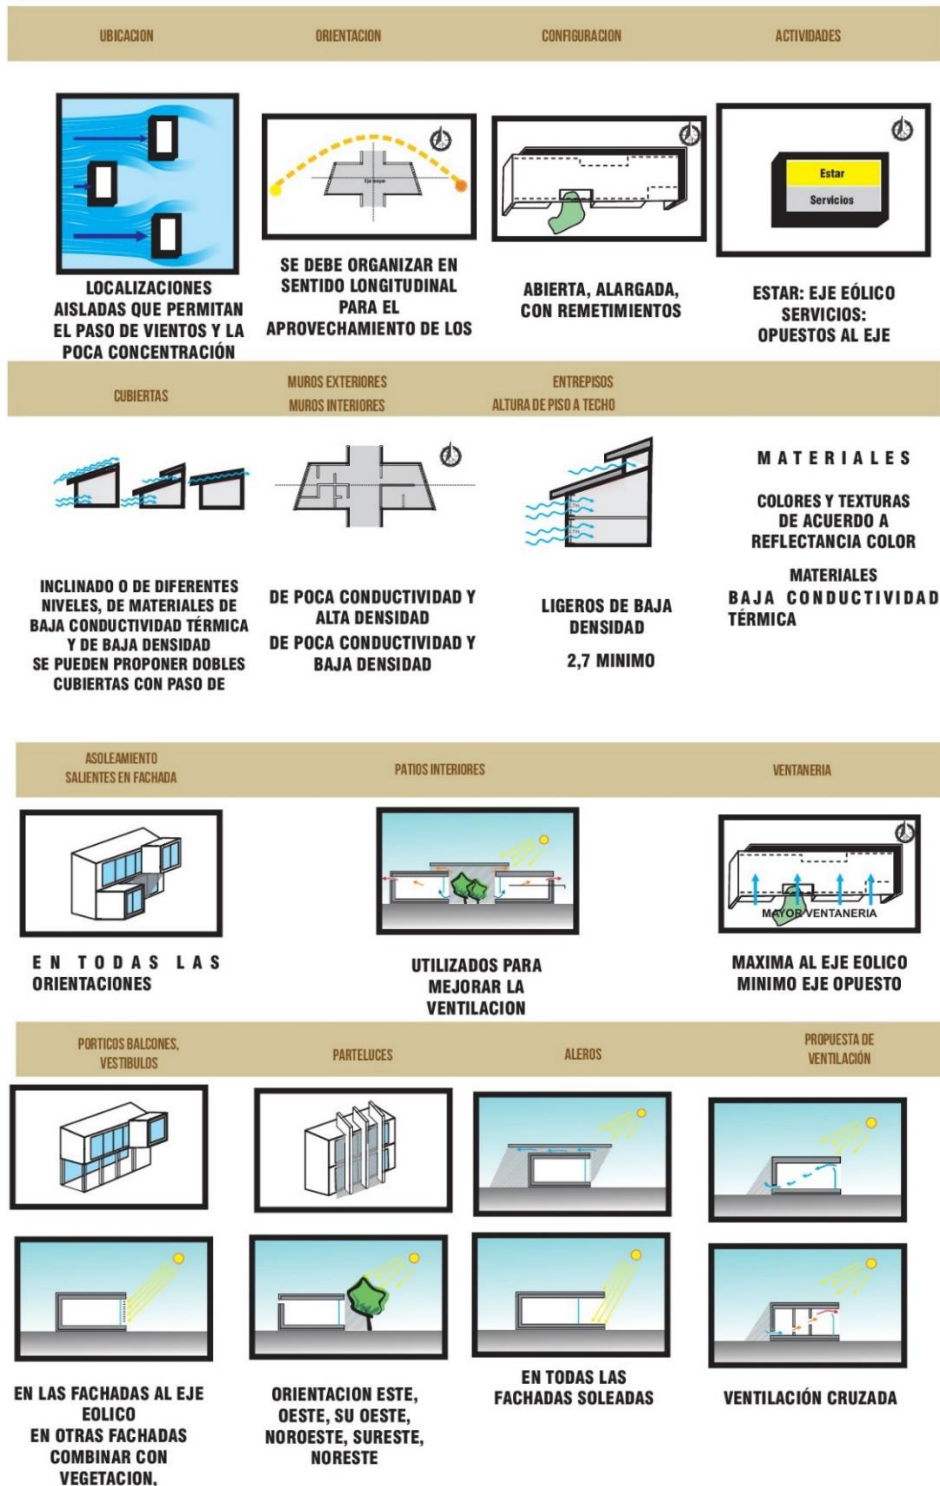 UBICACION
ORIENTACION
CONFIGURACION
ACTIVIDADES
Eje mayor
Estar
Servicios
LOCALIZACIONES
AISLADAS QUE PERMITAN
EL PASO DE VIENTOS Y LA
POCA CONCENTRACIÓN
SE DEBE ORGANIZAR EN
SENTIDO LONGITUDINAL
PARA EL
APROVECHAMIENTO DE LOS
ABIERTA, ALARGADA,
CON REMETIMIENTOS
ESTAR: EJE EÓLICO
SERVICIOS:
OPUESTOS AL EJE
CUBIERTAS
MUROS EXTERIORES
MUROS INTERIORES
ENTREPISOS
ALTURA DE PISO A TECHO
INCLINADO O DE DIFERENTES
NIVELES, DE MATERIALES DE
BAJA CONDUCTIVIDAD TÉRMICA
Y DE BAJA DENSIDAD
SE PUEDEN PROPONER DOBLES
CUBIERTAS CON PASO DE
DE POCA CONDUCTIVIDAD Y
ALTA DENSIDAD
DE POCA CONDUCTIVIDAD Y
BAJA DENSIDAD
LIGEROS DE BAJA
DENSIDAD
2,7 MINIMO
MATERIALES
COLORES Y TEXTURAS
DE ACUERDO A
REFLECTANCIA COLOR
MATERIALES
BAJA CONDUCTIVIDAD
TÉRMICA
ASOLEAMIENTO
SALIENTES EN FACHADA
PATIOS INTERIORES
VENTANERIA
MAYOR VENTANERIA
EN TODAS LAS
ORIENTACIONES
UTILIZADOS PARA
MEJORAR LA
VENTILACION
MAXIMA AL EJE EOLICO
MINIMO EJE OPUESTO
PORTICOS BALCONES,
VESTIBULOS
PARTELUCES
ALEROS
PROPUESTA DE
VENTILACIÓN
EN LAS FACHADAS AL EJE
EOLICO
EN OTRAS FACHADAS
COMBINAR CON
VEGETACION,
ORIENTACION ESTE,
OESTE, SU OESTE,
NOROESTE, SURESTE,
NORESTE
EN TODAS LAS
FACHADAS SOLEADAS
VENTILACIÓN CRUZADA